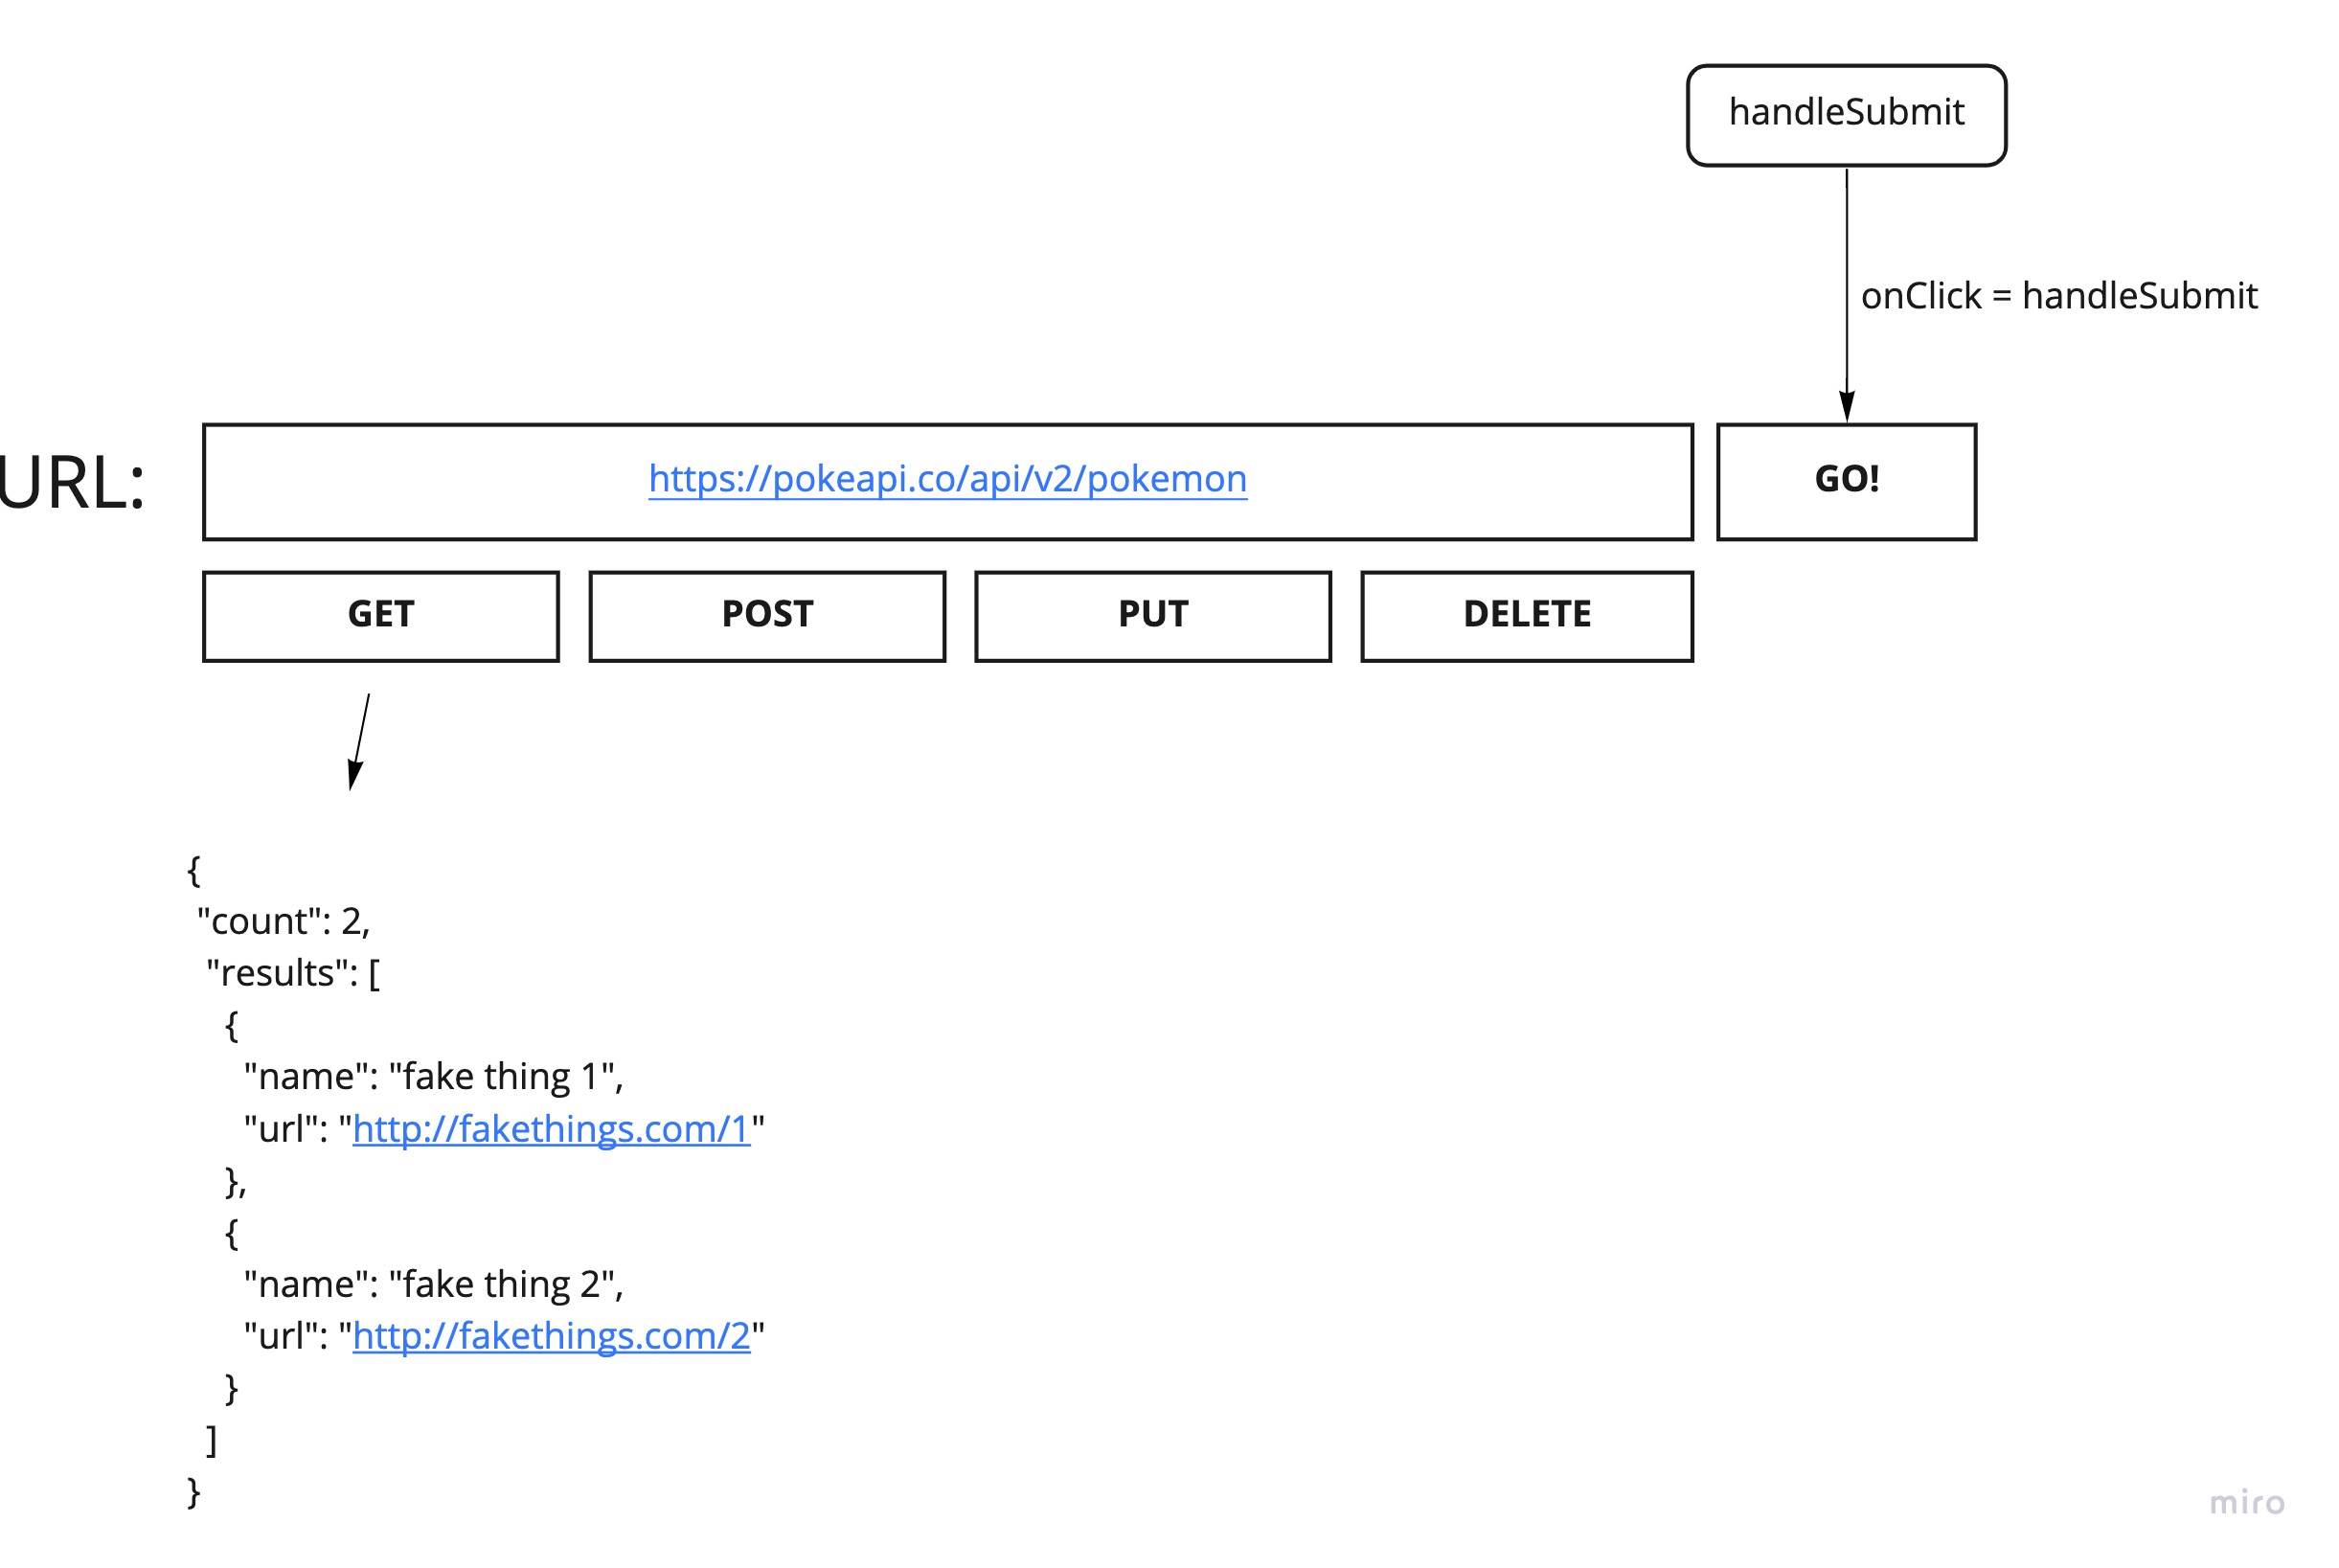 handleSubmit
onClick = handleSubmit
URL:
https://pokeapi.co/api/v2/pokemon
GO!
GET
POST
PUT
DELETE
{
"count": 2,
"results": [
{
"name": "fake thing 1",
"url": "http://fakethings.com/1"
},
{
"name": "fake thing 2",
"url": "http://fakethings.com/2"
}
]
}
miro